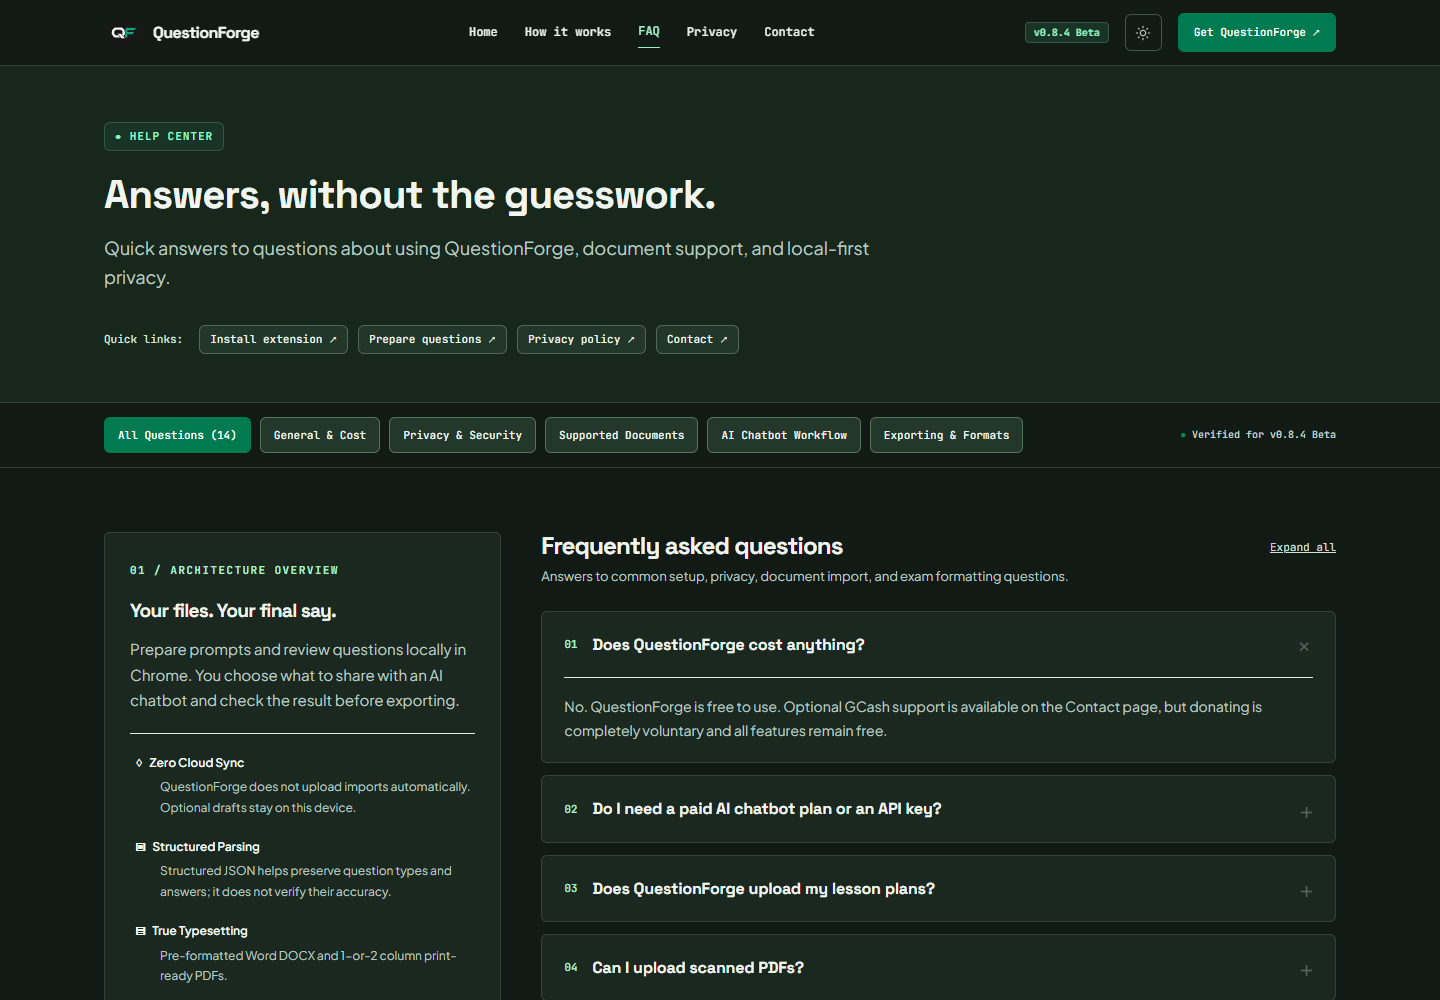 QF QuestionForge
Home
How it works
FAQ
Privacy
Contact
v0.8.4 Beta
Get QuestionForge ↗
HELP CENTER
Answers, without the guesswork.
Quick answers to questions about using QuestionForge, document support, and local-first
privacy.
Quick links:
Install extension ↗
Prepare questions ↗
Privacy policy ↗
Contact ↗
All Questions (14)
General & Cost
Privacy & Security
Supported Documents
AI Chatbot Workflow
Exporting & Formats
Verified for v0.8.4 Beta
01 / ARCHITECTURE OVERVIEW
Your files. Your final say.
Prepare prompts and review questions locally in
Chrome. You choose what to share with an AI
chatbot and check the result before exporting.
Zero Cloud Sync
QuestionForge does not upload imports automatically.
Optional drafts stay on this device.
Structured Parsing
Structured JSON helps preserve question types and
answers; it does not verify their accuracy.
True Typesetting
Pre-formatted Word DOCX and 1-or-2 column print-
ready PDFs.
Frequently asked questions
Expand all
Answers to common setup, privacy, document import, and exam formatting questions.
01 Does QuestionForge cost anything?
No. QuestionForge is free to use. Optional GCash support is available on the Contact page, but donating is
completely voluntary and all features remain free.
02 Do I need a paid AI chatbot plan or an API key?
03 Does QuestionForge upload my lesson plans?
04 Can I upload scanned PDFs?